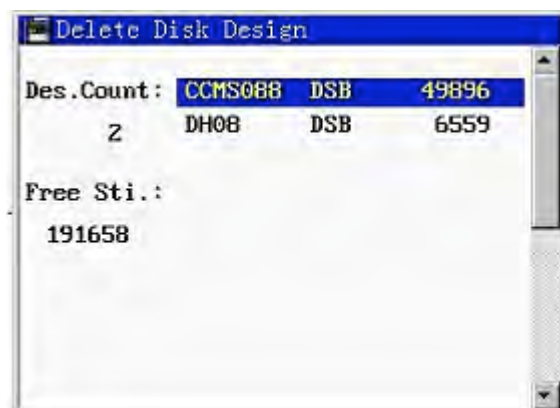 Delete Disk Design
Des.Count: CCMS088 DSB 49896
2 DH08 DSB 6559
Free Sti.:
191658